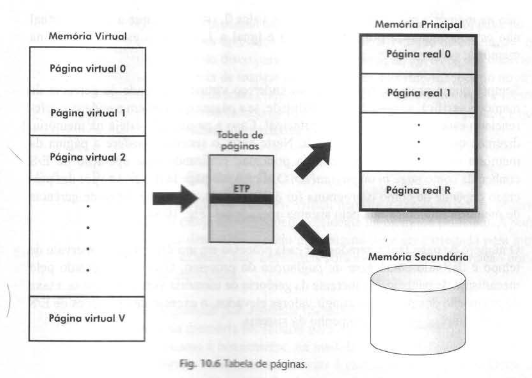 Memória Virtual
Página virtual 0
Página virtual 1
Página virtual 2
Página virtual V
Tabela de
páginas
ETP
Memória Principal
Página real 0
Página real 1
Página real R
Memória Secundária
Fig. 10.6 Tabela de páginas.